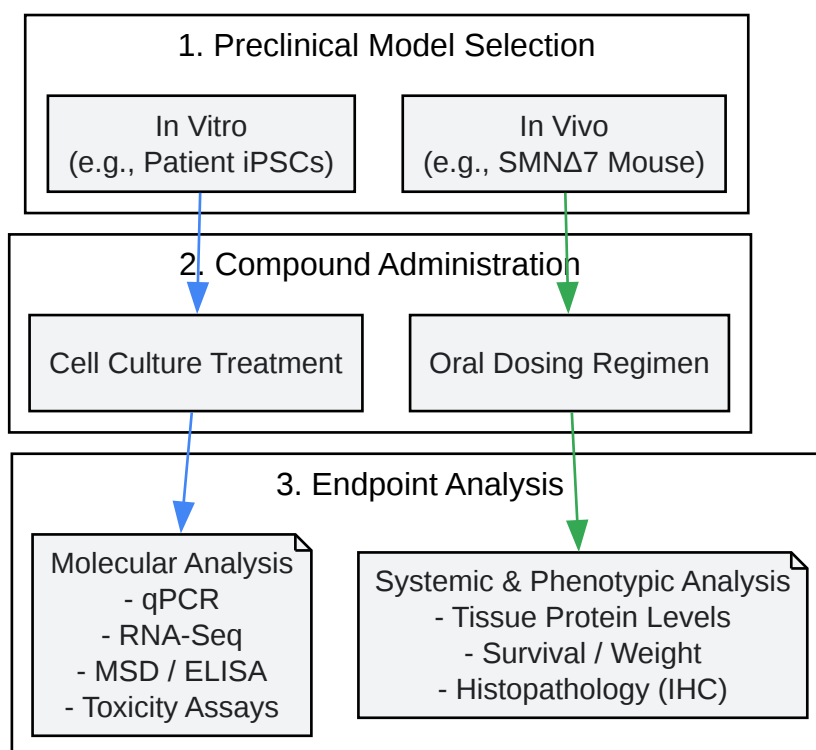 1. Preclinical Model Selection
In Vitro
(e.g., Patient iPSCs)
In Vivo
(e.g., SMNΔ7 Mouse)
2. Compound Administration
Cell Culture Treatment
Oral Dosing Regimen
3. Endpoint Analysis
Molecular Analysis
- qPCR
- RNA-Seq
- MSD / ELISA
- Toxicity Assays
Systemic & Phenotypic Analysis
- Tissue Protein Levels
- Survival / Weight
- Histopathology (IHC)